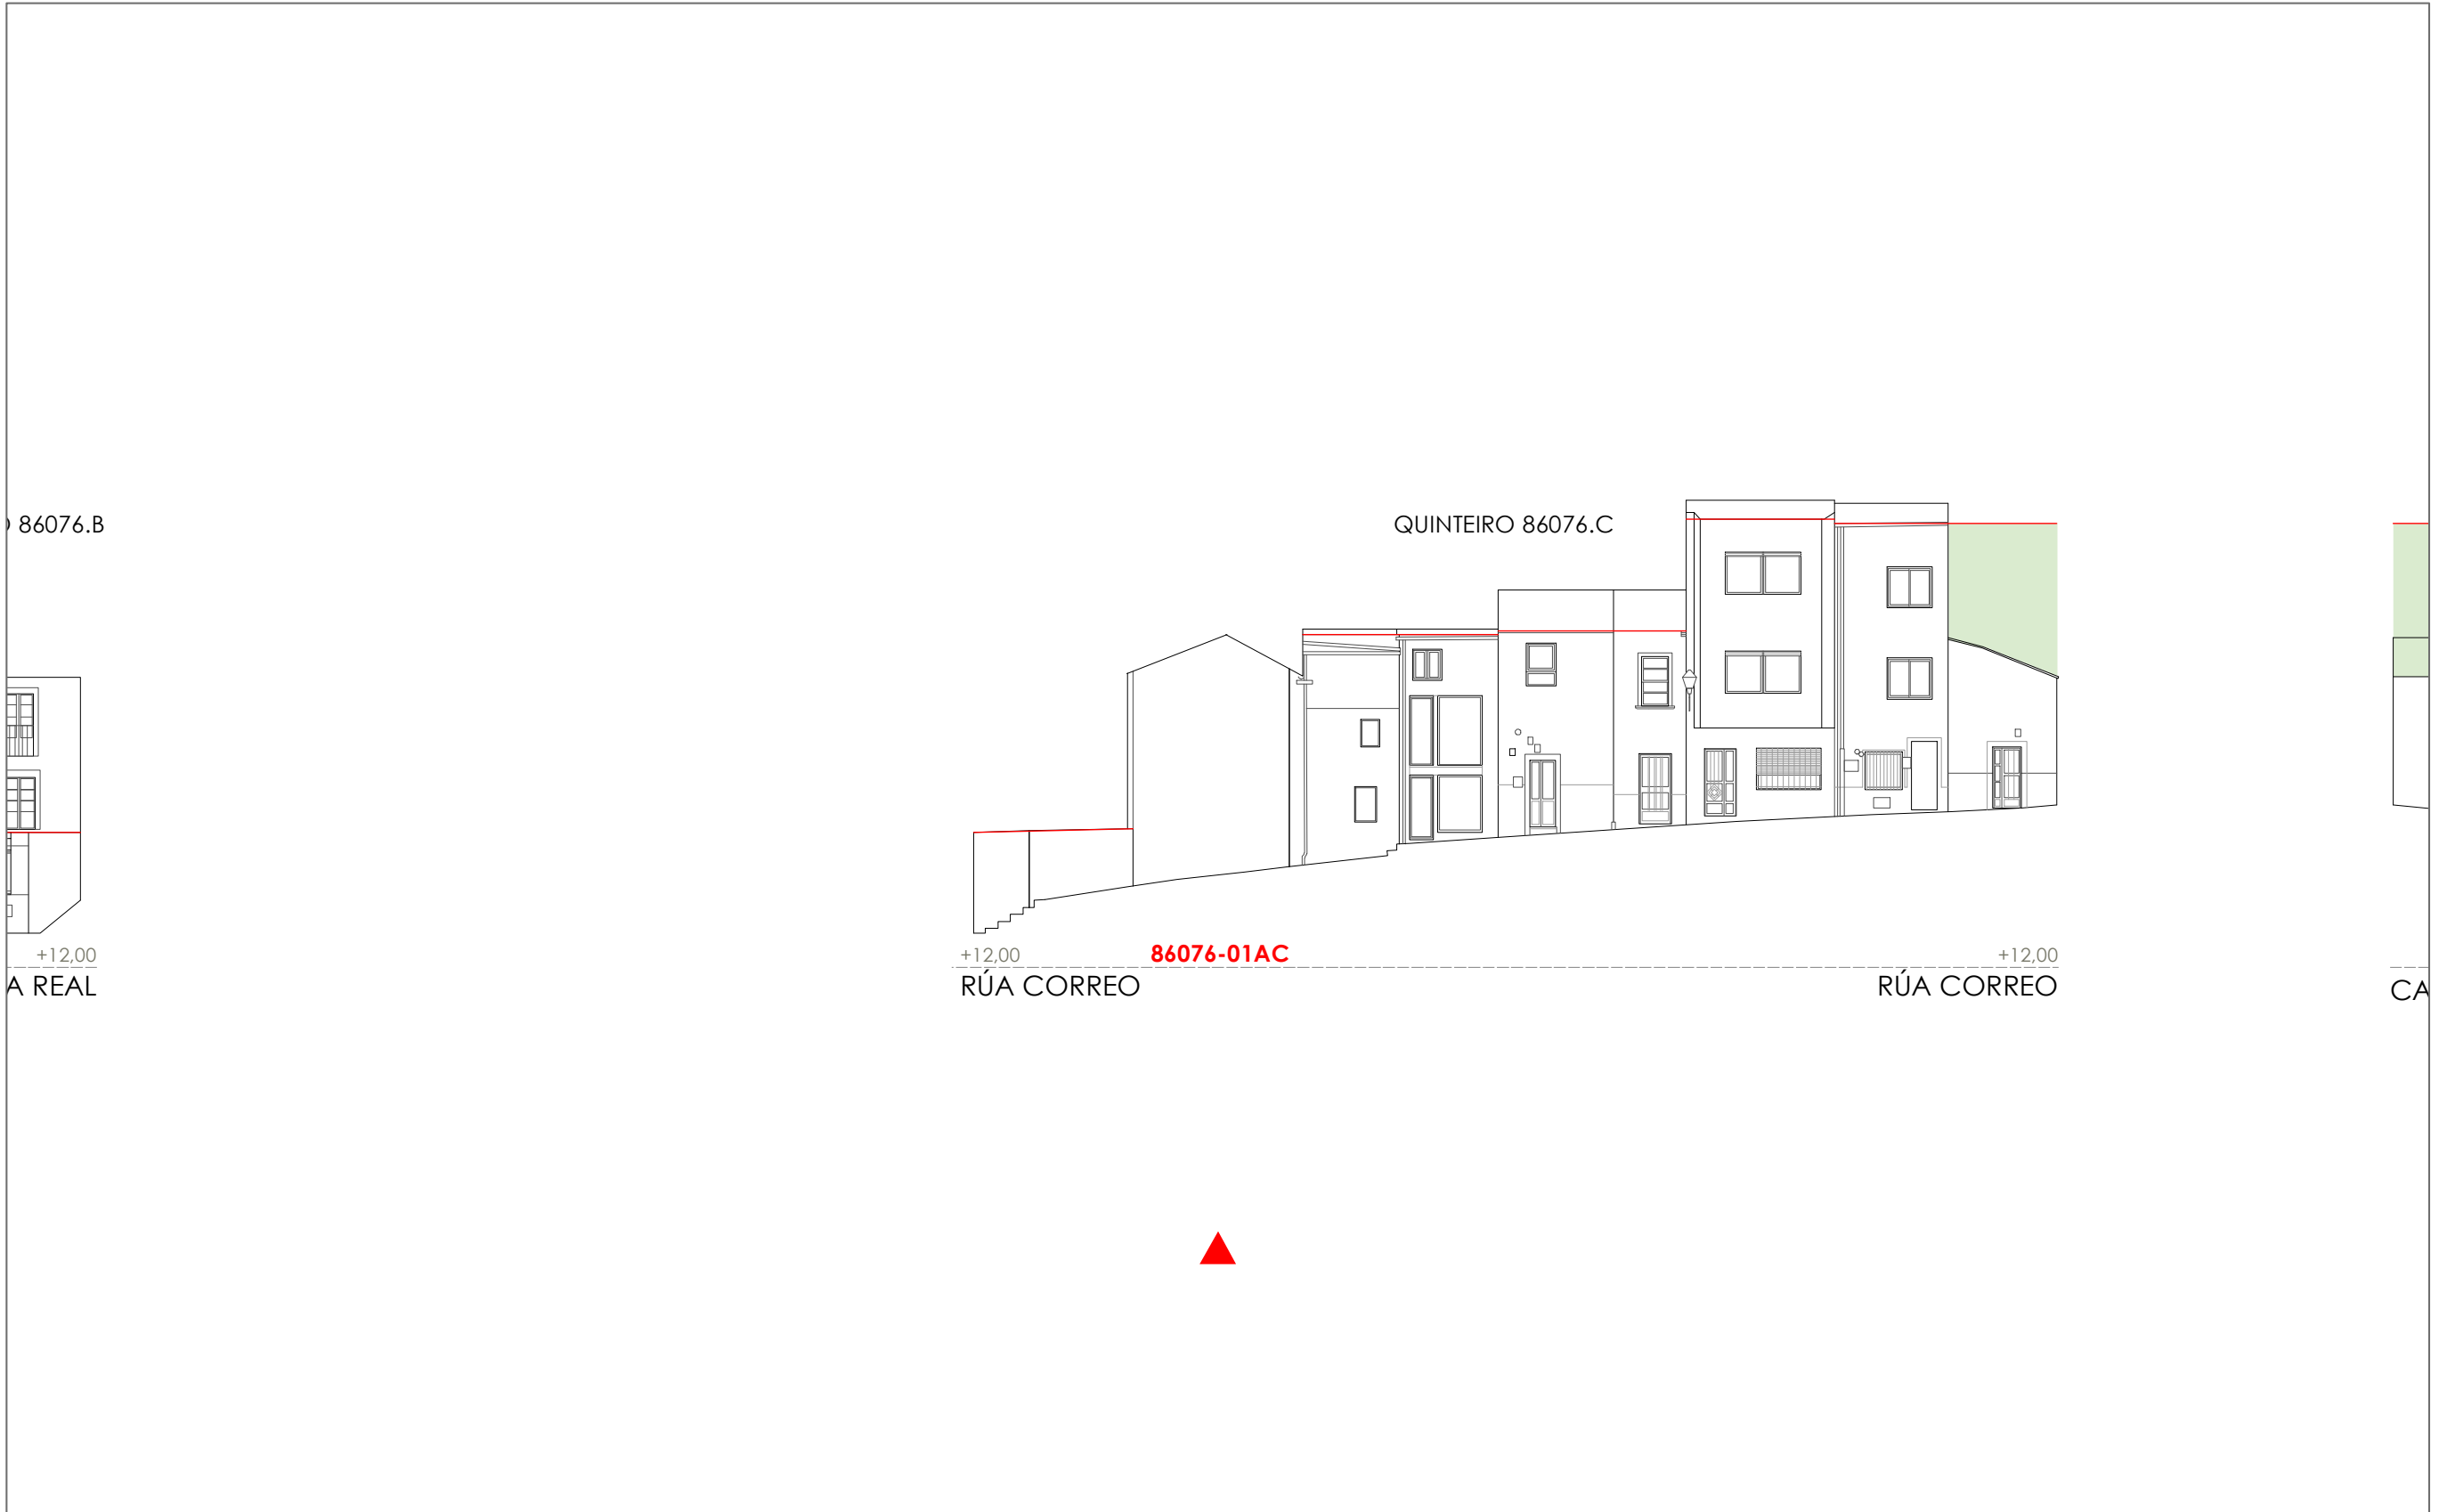 86076.B
QUINTEIRO 86076.C
+12,00
+12,00
86076-01AC
+12,00
A REAL
RÚA CORREO
RÚA CORREO
CA